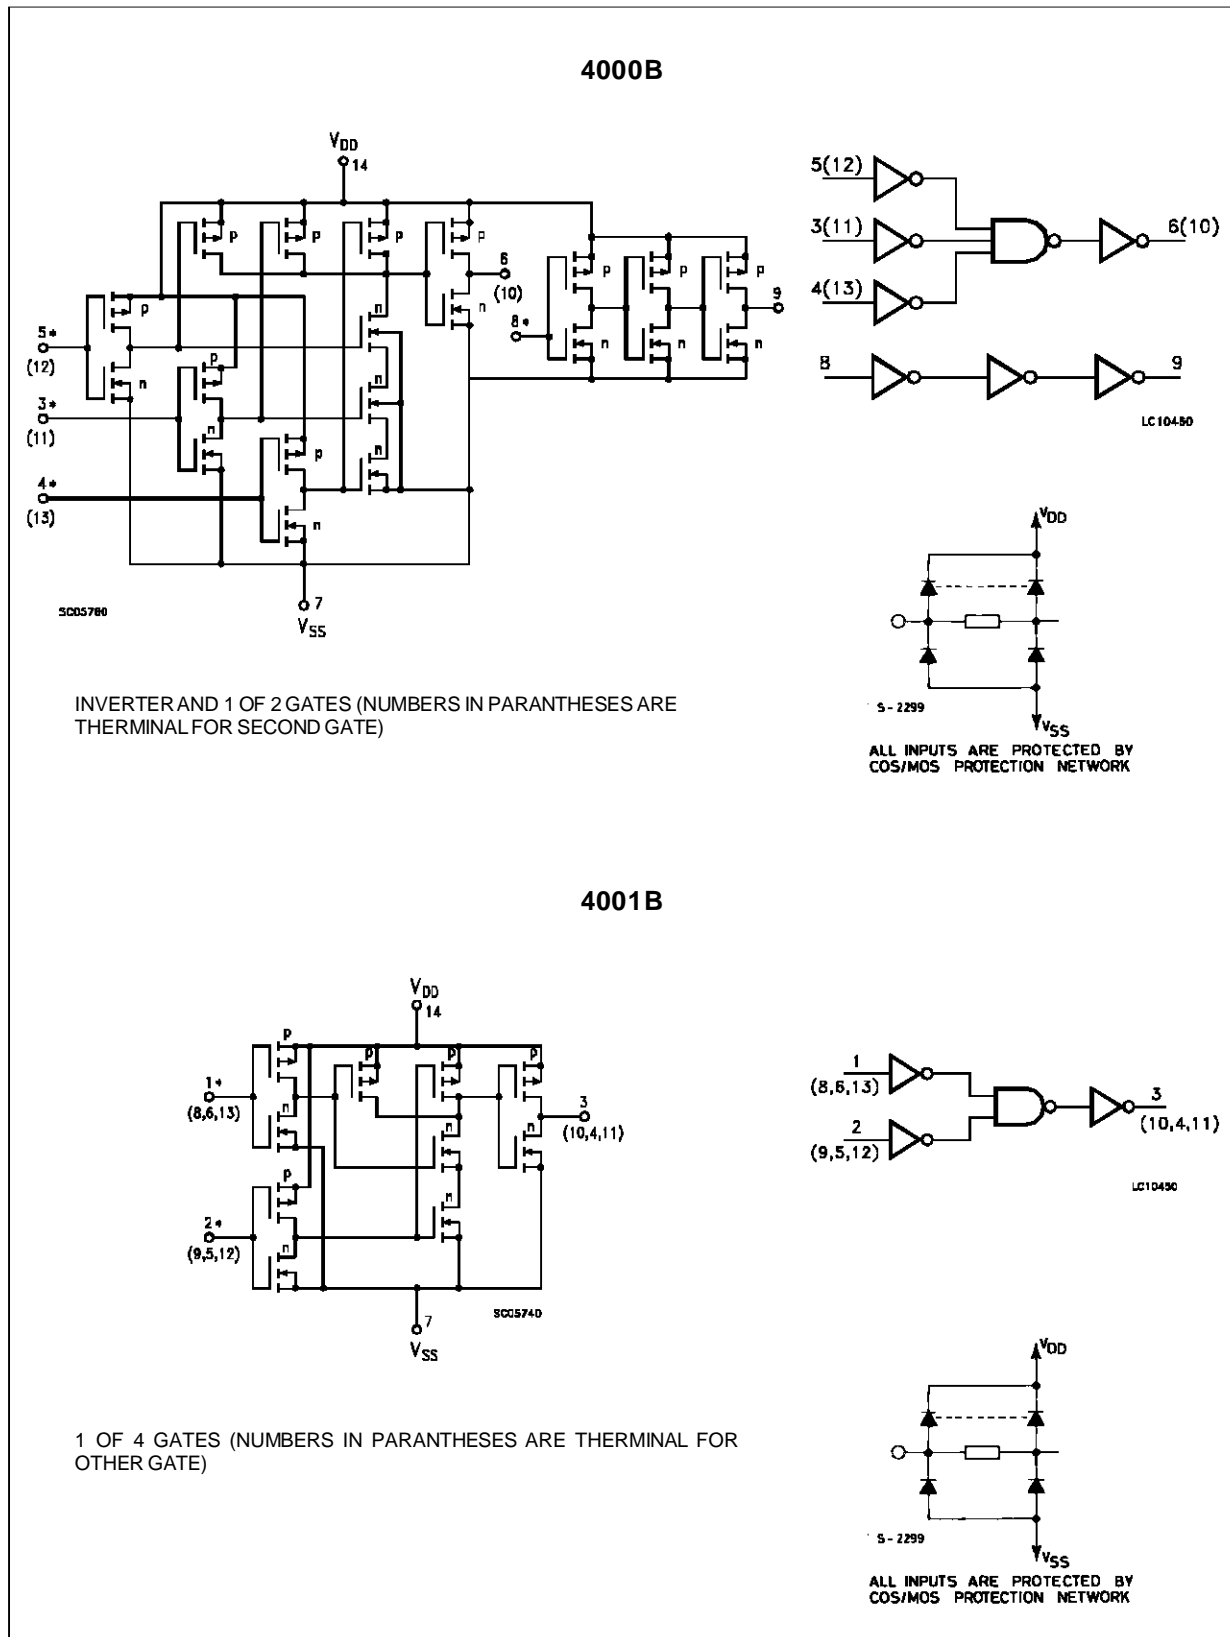 4000B
VDD
14
p
p
p
p
6
(10)
p
p
p
p
5*
(12)
n
n
n
8*
9
n
n
n
3*
(11)
p
n
n
n
4*
(13)
p
n
7
VSS
SC05760
5(12)
3(11)
6(10)
4(13)
8
9
LC10450
INVERTER AND 1 OF 2 GATES (NUMBERS IN PARANTHESES ARE
THERMINAL FOR SECOND GATE)
VDD
S-2299
VSS
ALL INPUTS ARE PROTECTED BY
COS/MOS PROTECTION NETWORK
4001B
VDD
14
p
p
p
p
1*
(8,6,13)
n
n
n
3
(10,4,11)
p
2*
(9,5,12)
n
n
SC05740
7
VSS
1
(8,6,13)
2
(9,5,12)
3
(10,4,11)
LC10450
1 OF 4 GATES (NUMBERS IN PARANTHESES ARE THERMINAL FOR
OTHER GATE)
VDD
S-2299
VSS
ALL INPUTS ARE PROTECTED BY
COS/MOS PROTECTION NETWORK